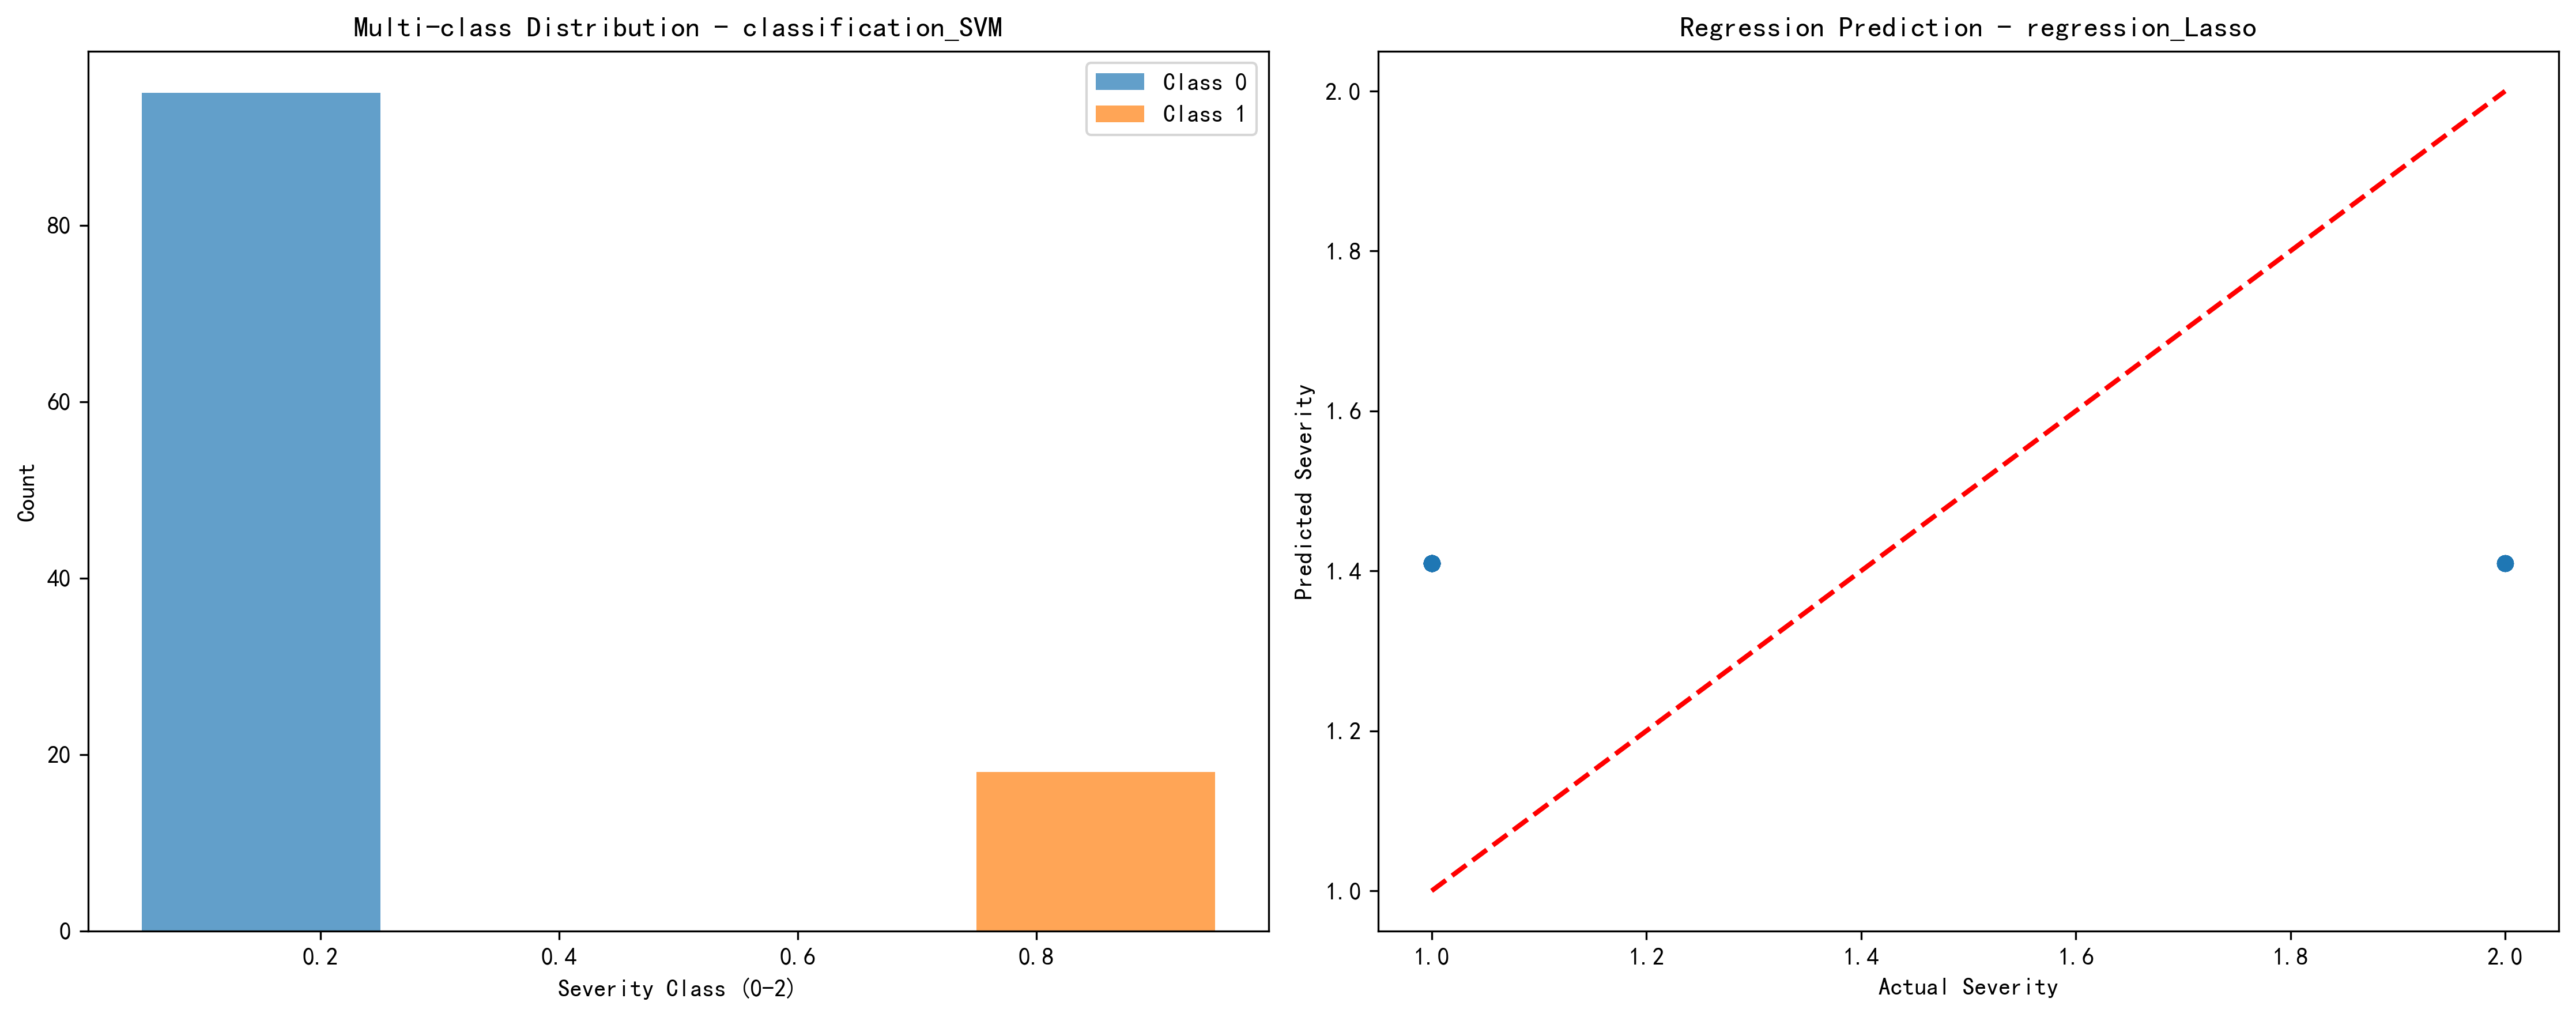 Multi-class Distribution - classification_SVM
Class 0
Class 1
Count
80
60
40
20
0
0.2 0.4 0.6 0.8
Severity Class (0-2)
Regression Prediction - regression_Lasso
Predicted Severity
2.0
1.8
1.6
1.4
1.2
1.0
1.0 1.2 1.4 1.6 1.8 2.0
Actual Severity